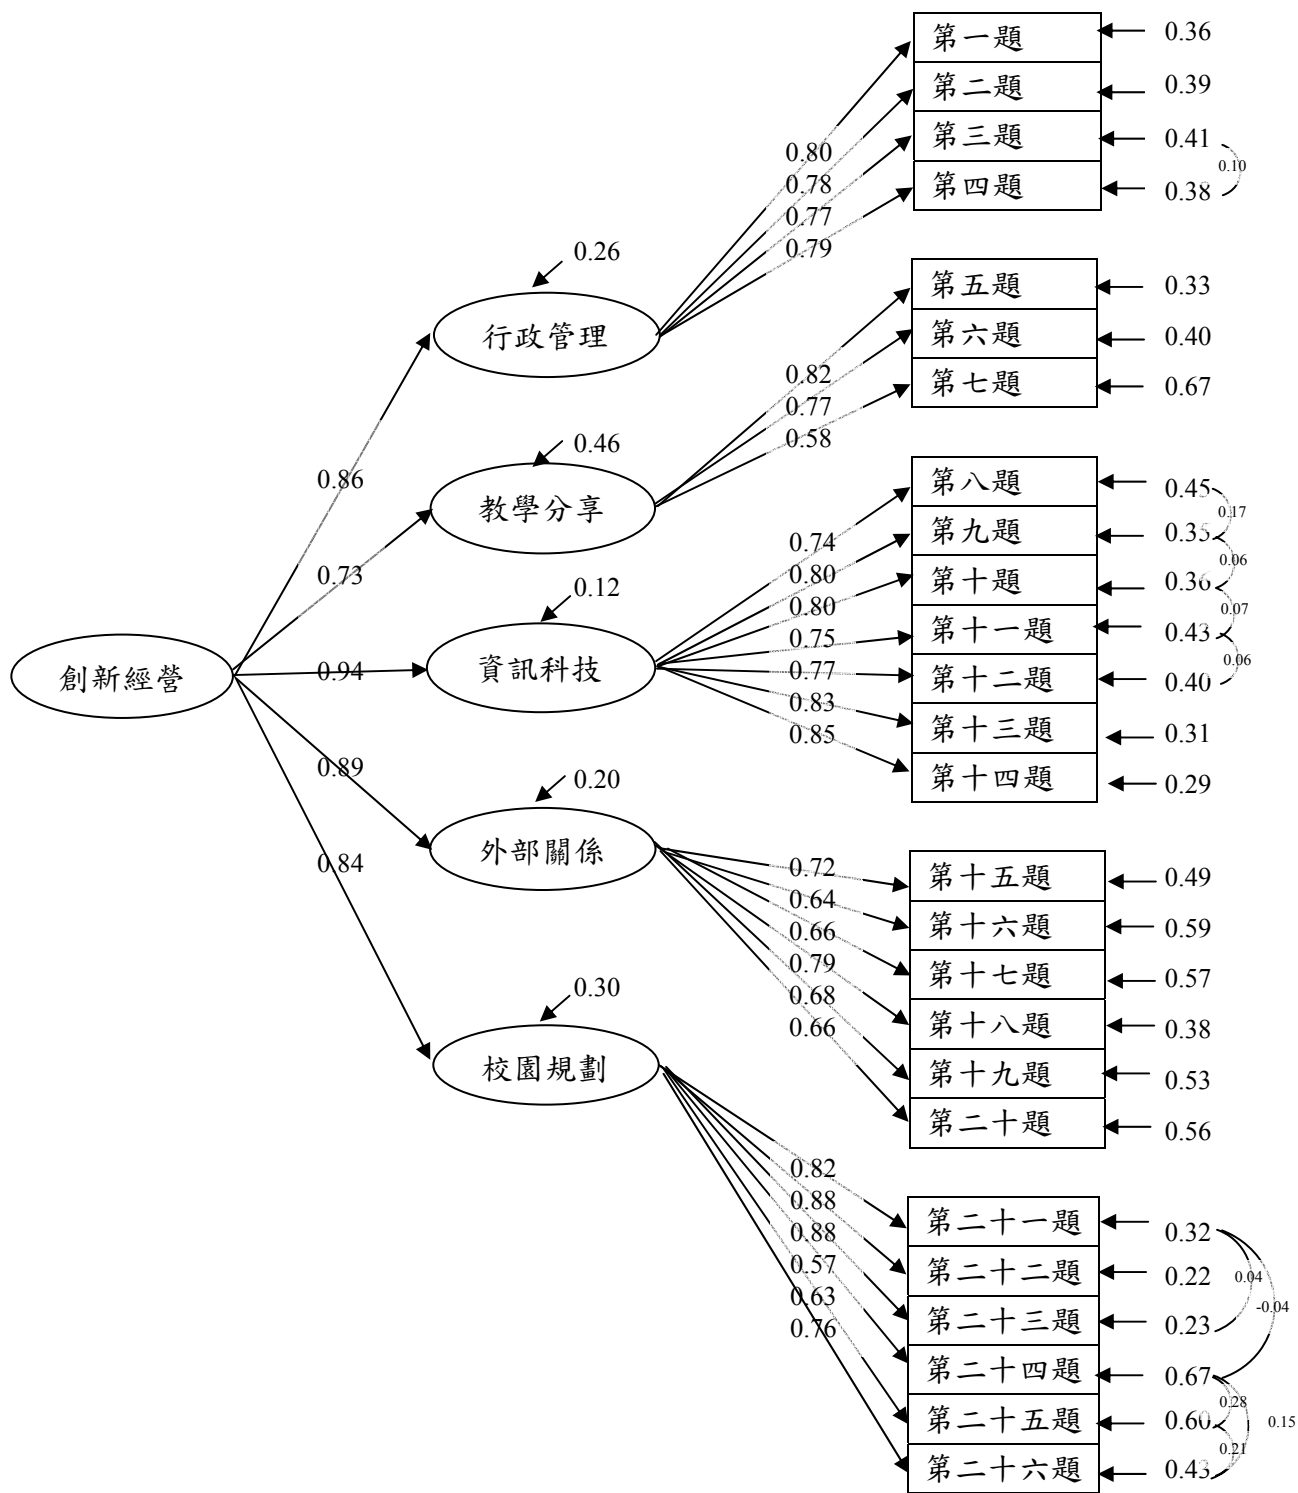 第一題 0.36
第二題 0.39
第三題 0.41
0.10
第四題 0.38
0.80
0.78
0.77
0.79
0.26
行政管理
第五題 0.33
第六題 0.40
第七題 0.67
0.82
0.77
0.58
0.86
0.46
教學分享
第八題 0.45
0.17
第九題 0.35
0.06
第十題 0.36
0.07
第十一題 0.43
0.06
第十二題 0.40
第十三題 0.31
第十四題 0.29
0.74
0.80
0.80
0.75
0.77
0.83
0.85
0.73
0.12
資訊科技
創新經營
0.94
0.89
0.20
外部關係
0.84
0.72
0.64
0.66
0.79
0.68
0.66
第十五題 0.49
第十六題 0.59
第十七題 0.57
第十八題 0.38
第十九題 0.53
第二十題 0.56
0.30
校園規劃
0.82
0.88
0.88
0.57
0.63
0.76
第二十一題 0.32
第二十二題 0.22
0.04
-0.04
第二十三題 0.23
第二十四題 0.67
0.28
第二十五題 0.60
0.15
0.21
第二十六題 0.43